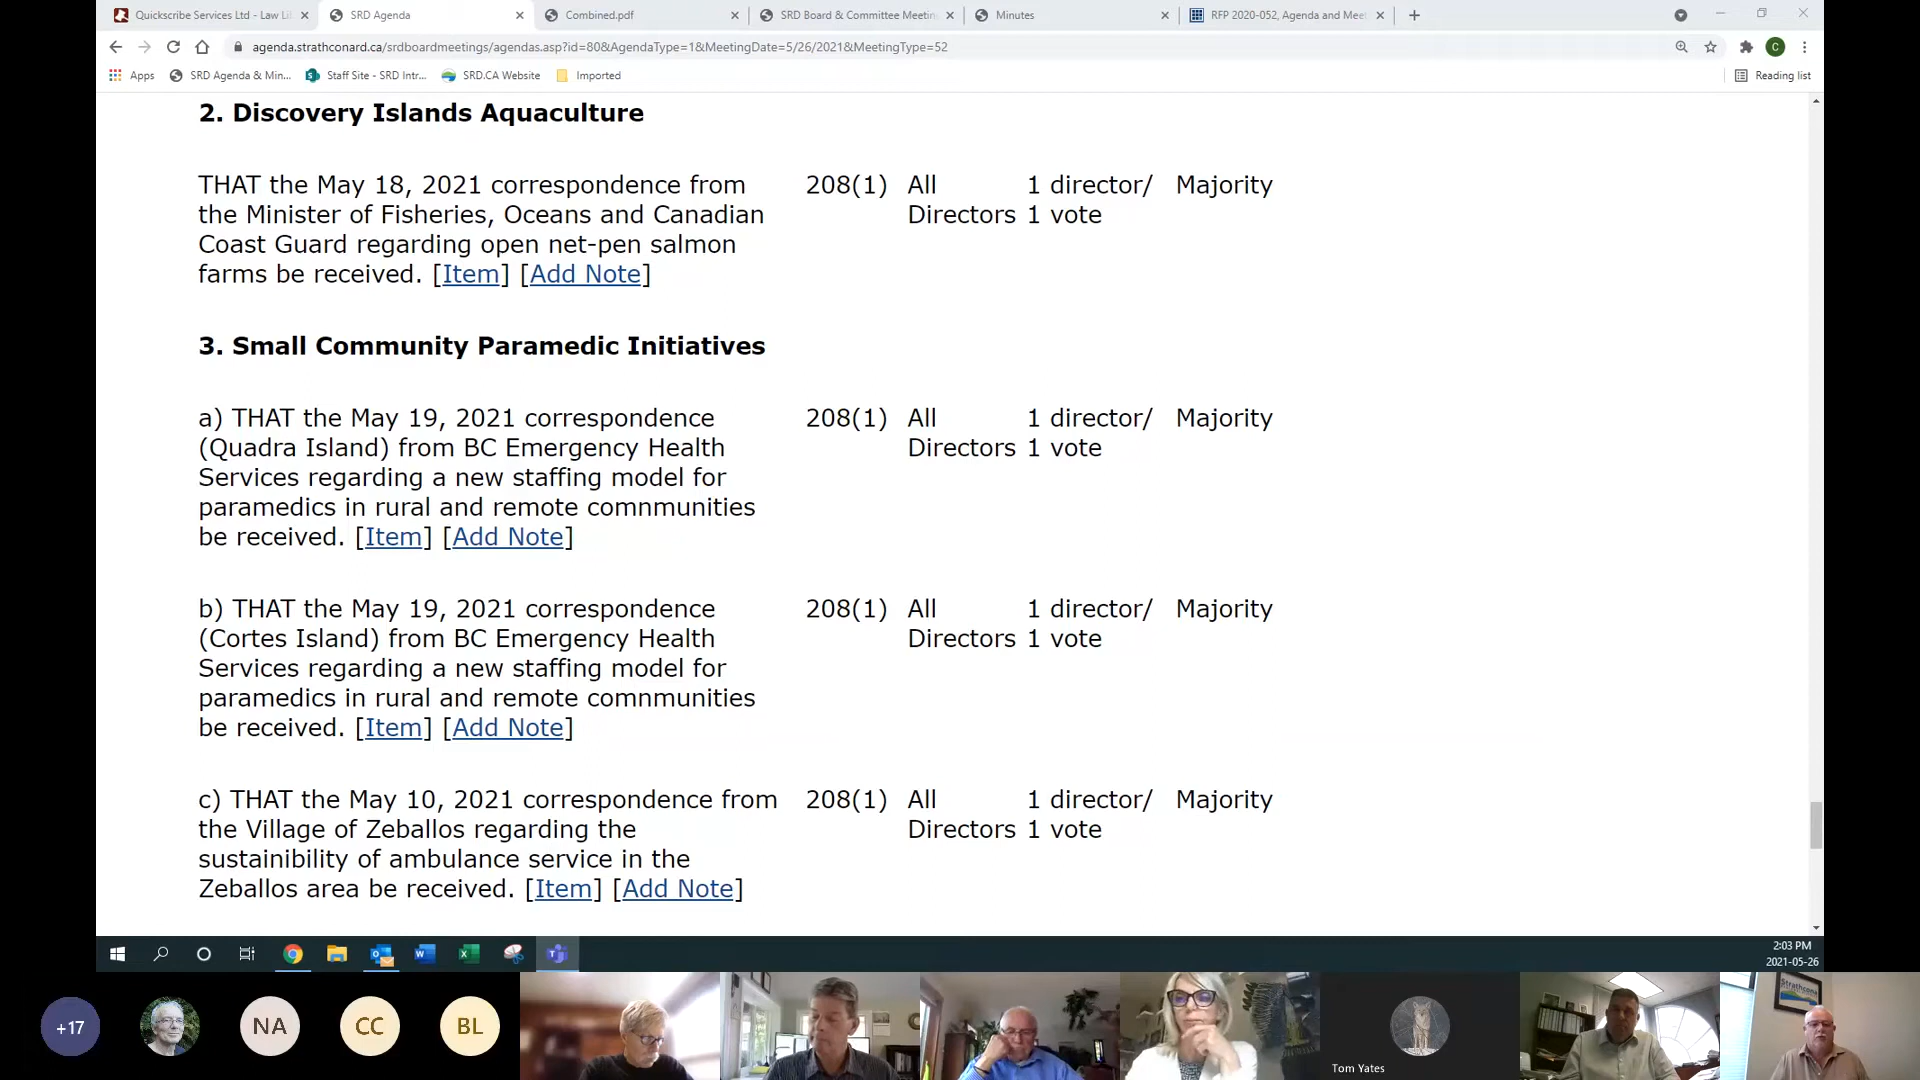 Quickscribe Services Ltd - Law Li
SRD Agenda
Combined.pdf
SRD Board & Committee Meetin
Minutes
RFP 2020-052, Agenda and Meet
agenda.strathconard.ca/srdboardmeetings/agendas.asp?id=80&AgendaType=1&MeetingDate=5/26/2021&MeetingType=52
C
Apps
SRD Agenda & Min...
Staff Site - SRD Intr...
SRD.CA Website
Imported
Reading list
2. Discovery Islands Aquaculture
THAT the May 18, 2021 correspondence from 208(1) All 1 director/ Majority
the Minister of Fisheries, Oceans and Canadian Directors 1 vote
Coast Guard regarding open net-pen salmon
farms be received. [Item] [Add Note]
3. Small Community Paramedic Initiatives
a) THAT the May 19, 2021 correspondence 208(1) All 1 director/ Majority
(Quadra Island) from BC Emergency Health Directors 1 vote
Services regarding a new staffing model for
paramedics in rural and remote comnmunities
be received. [Item] [Add Note]
b) THAT the May 19, 2021 correspondence 208(1) All 1 director/ Majority
(Cortes Island) from BC Emergency Health Directors 1 vote
Services regarding a new staffing model for
paramedics in rural and remote comnmunities
be received. [Item] [Add Note]
c) THAT the May 10, 2021 correspondence from 208(1) All 1 director/ Majority
the Village of Zeballos regarding the Directors 1 vote
sustainibility of ambulance service in the
Zeballos area be received. [Item] [Add Note]
2:03 PM
2021-05-26
+17
NA
CC
BL
Tom Yates
Strathcona